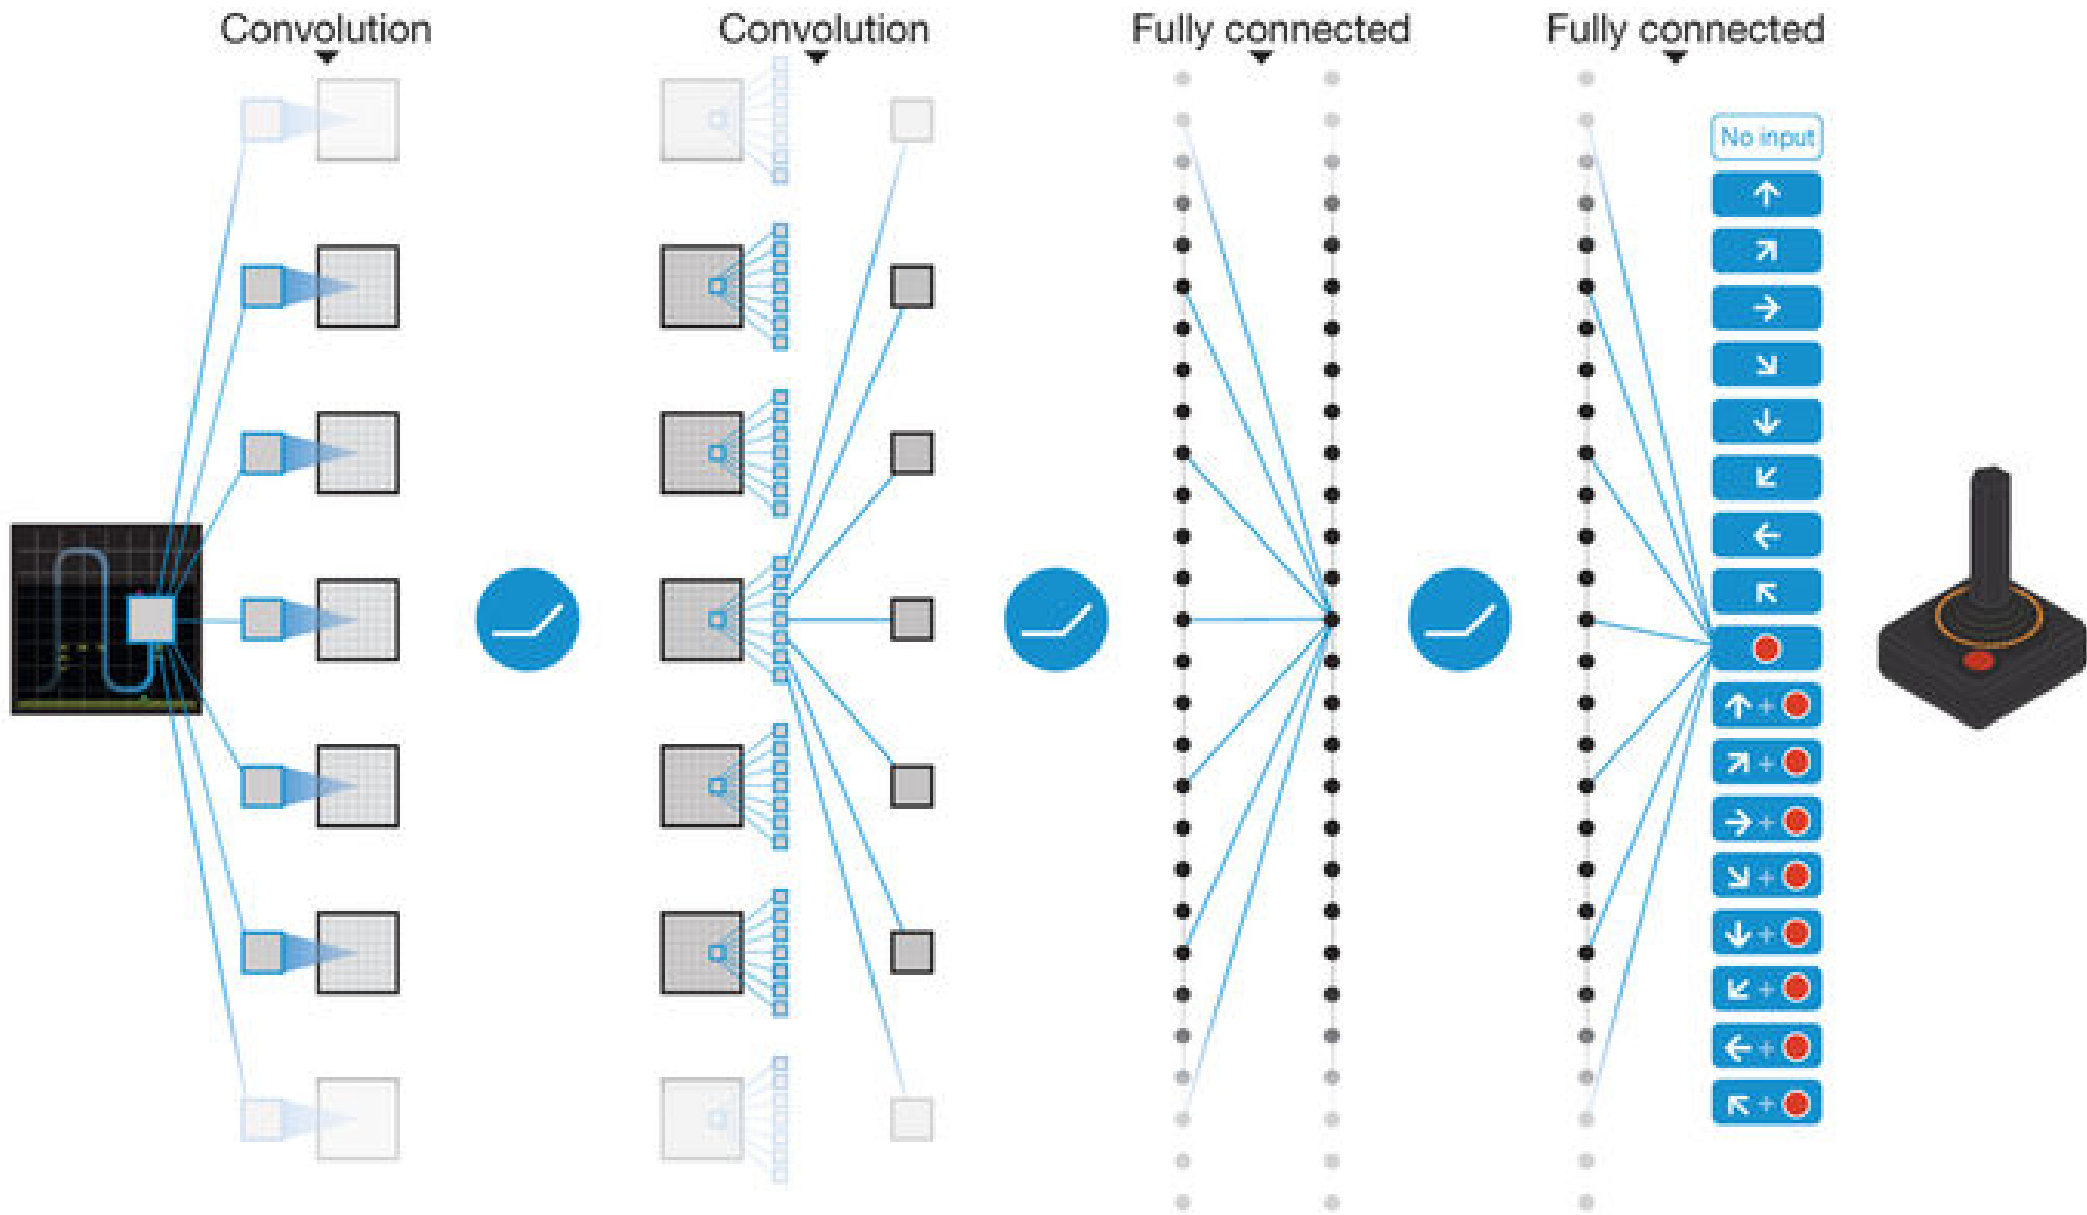 Convolution
Convolution
Fully connected
Fully connected
No input
+
+
+
+
+
+
+
+